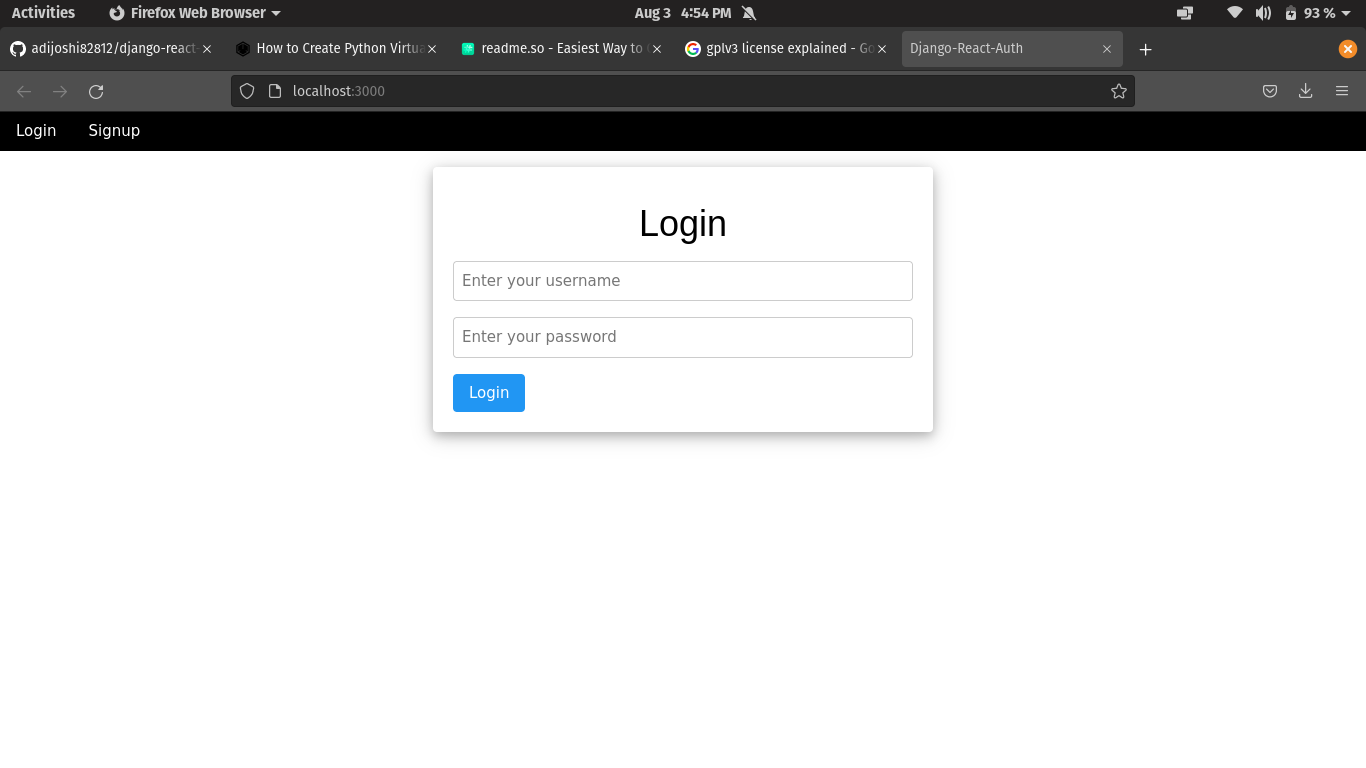 Activities Firefox Web Browser Aug 3 4:54 PM 93 %
adijoshi82812/django-react- How to Create Python Virtua readme.so - Easiest Way to gplv3 license explained - Go Django-React-Auth
localhost:3000
Login Signup
Login
Enter your username
Enter your password
Login